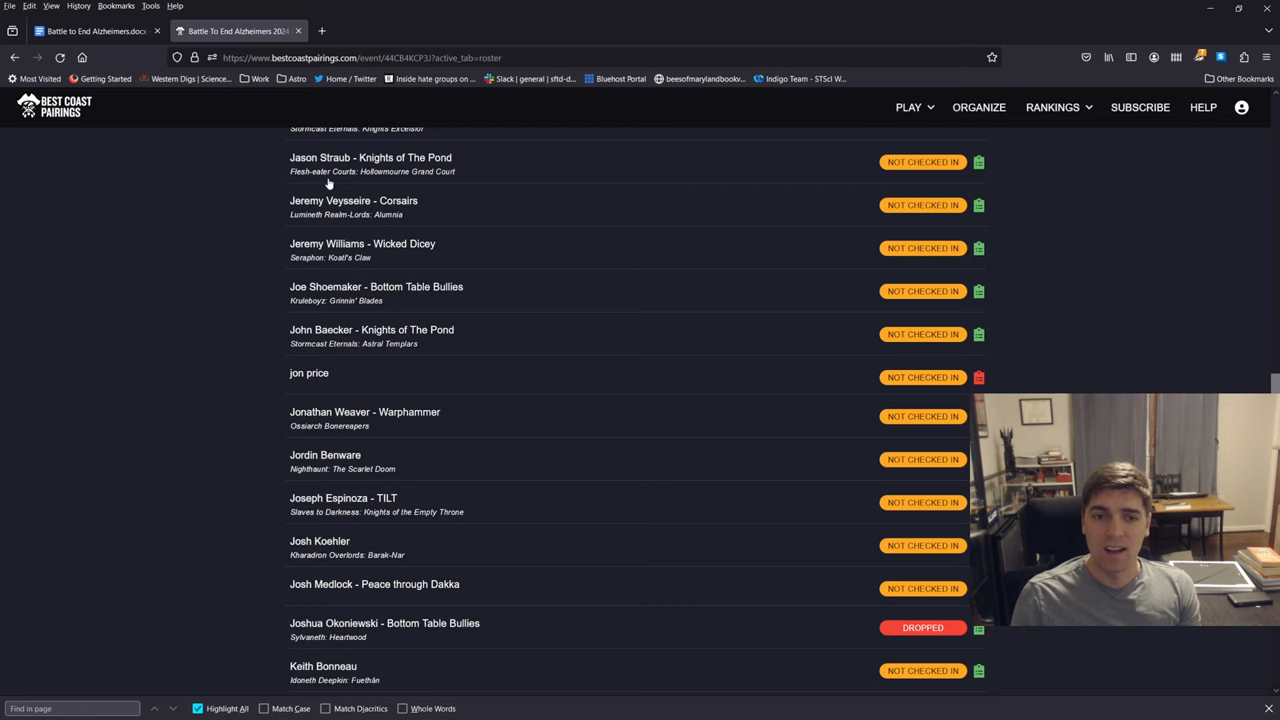 File Edit View History Bookmarks Tools Help
Battle to End Alzheimers.docx
Battle To End Alzheimers 2024
https://www.bestcoastpairings.com/event/44CB4KCP3J?active_tab=roster
Most Visited
Getting Started
Western Digs | Science...
Work
Astro
Home / Twitter
Inside hate groups on ...
Slack | general | sftd-d...
Bluehost Portal
beesofmarylandbookv...
Indigo Team - STScI W...
Other Bookmarks
BEST COAST
PAIRINGS
PLAY
ORGANIZE
RANKINGS
SUBSCRIBE
HELP
Stormcast Eternals: Knights Excelsior
Jason Straub - Knights of The Pond
Flesh-eater Courts: Hollowmourne Grand Court
NOT CHECKED IN
Jeremy Veysseire - Corsairs
Lumineth Realm-Lords: Alumnia
NOT CHECKED IN
Jeremy Williams - Wicked Dicey
Seraphon: Koatl's Claw
NOT CHECKED IN
Joe Shoemaker - Bottom Table Bullies
Kruleboyz: Grinnin' Blades
NOT CHECKED IN
John Baecker - Knights of The Pond
Stormcast Eternals: Astral Templars
NOT CHECKED IN
jon price
NOT CHECKED IN
Jonathan Weaver - Warphammer
Ossiarch Bonereapers
NOT CHECKED IN
Jordin Benware
Nighthaunt: The Scarlet Doom
NOT CHECKED IN
Joseph Espinoza - TILT
Slaves to Darkness: Knights of the Empty Throne
NOT CHECKED IN
Josh Koehler
Kharadron Overlords: Barak-Nar
NOT CHECKED IN
Josh Medlock - Peace through Dakka
NOT CHECKED IN
Joshua Okoniewski - Bottom Table Bullies
Sylvaneth: Heartwood
DROPPED
Keith Bonneau
Idoneth Deepkin: Fuethán
NOT CHECKED IN
Find in page
Highlight All
Match Case
Match Diacritics
Whole Words